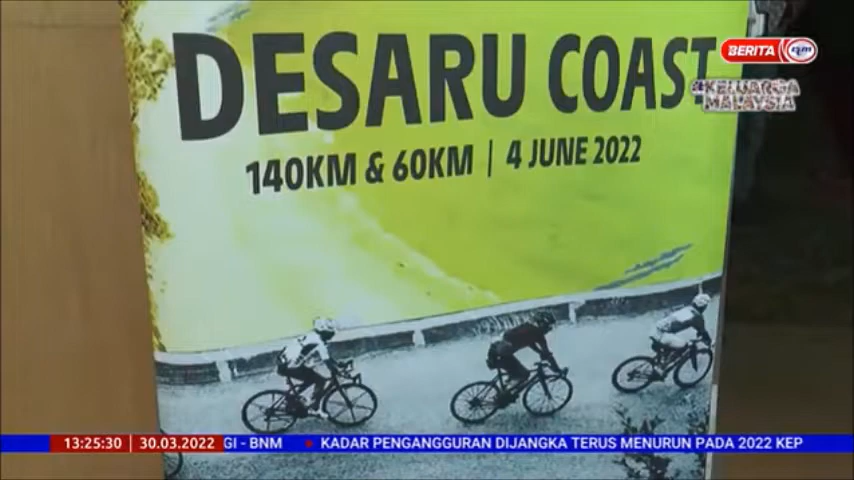 DESARU COAST
140KM & 60KM | 4 JUNE 2022
BERITA rtm
#KELUARGA
MALAYSIA
13:25:30 30.03.2022 GI - BNM • KADAR PENGANGGURAN DIJANGKA TERUS MENURUN PADA 2022 KEP